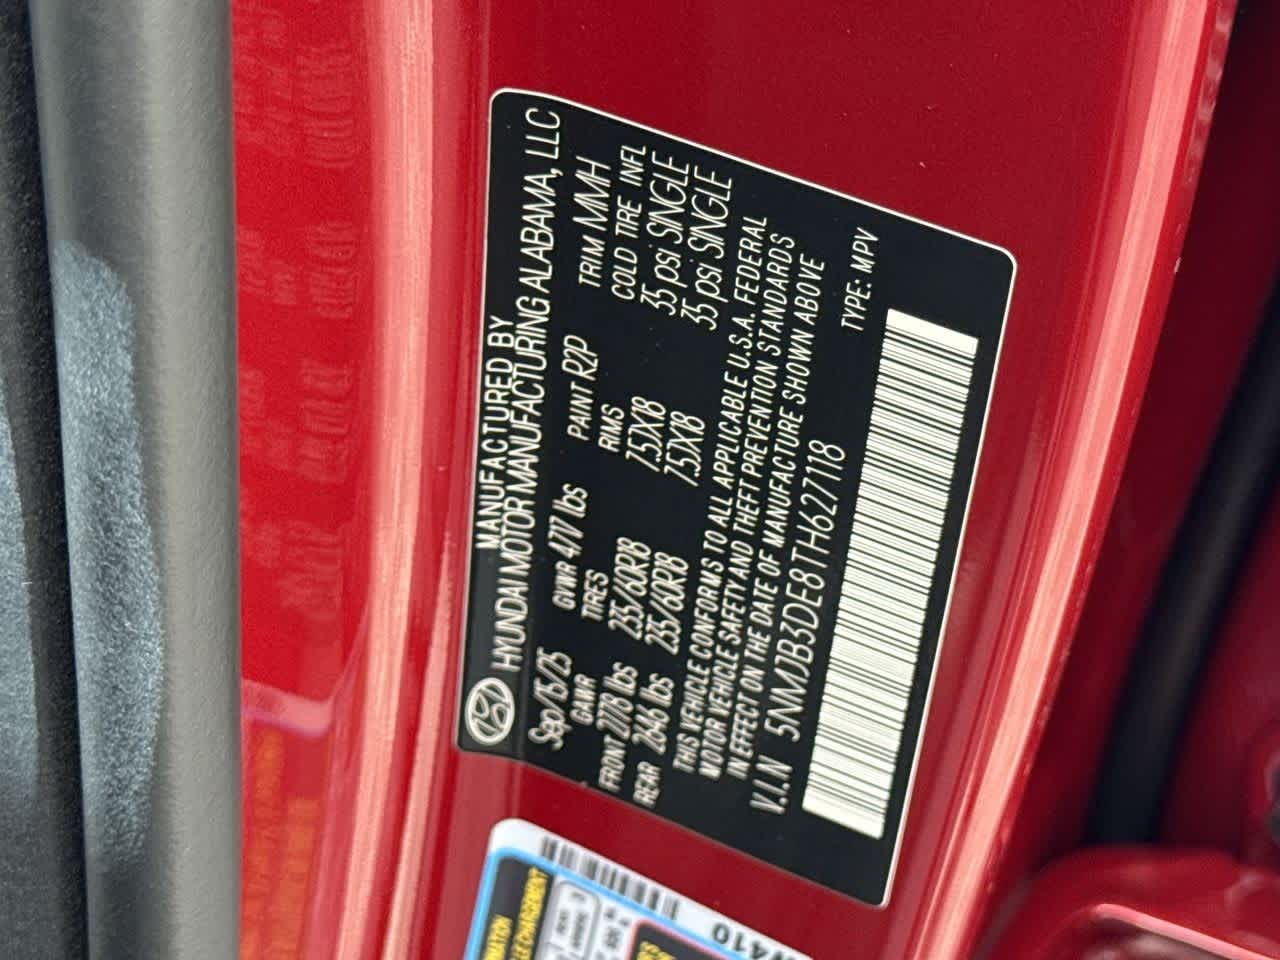 MANUFACTURED BY
HYUNDAI MOTOR MANUFACTURING ALABAMA, LLC
Sep/15/25 GVWR 4717 lbs PAINT R2P TRIM MMH
GAWR TIRES RIMS COLD TIRE INFL
FRONT 2778 lbs 235/60R18 7.5JX18 35 psi SINGLE
REAR 2646 lbs 235/60R18 7.5JX18 35 psi SINGLE
THIS VEHICLE CONFORMS TO ALL APPLICABLE U.S.A. FEDERAL
MOTOR VEHICLE SAFETY AND THEFT PREVENTION STANDARDS
IN EFFECT ON THE DATE OF MANUFACTURE SHOWN ABOVE
V.I.N 5NMJB3DE8TH627118 TYPE: MPV